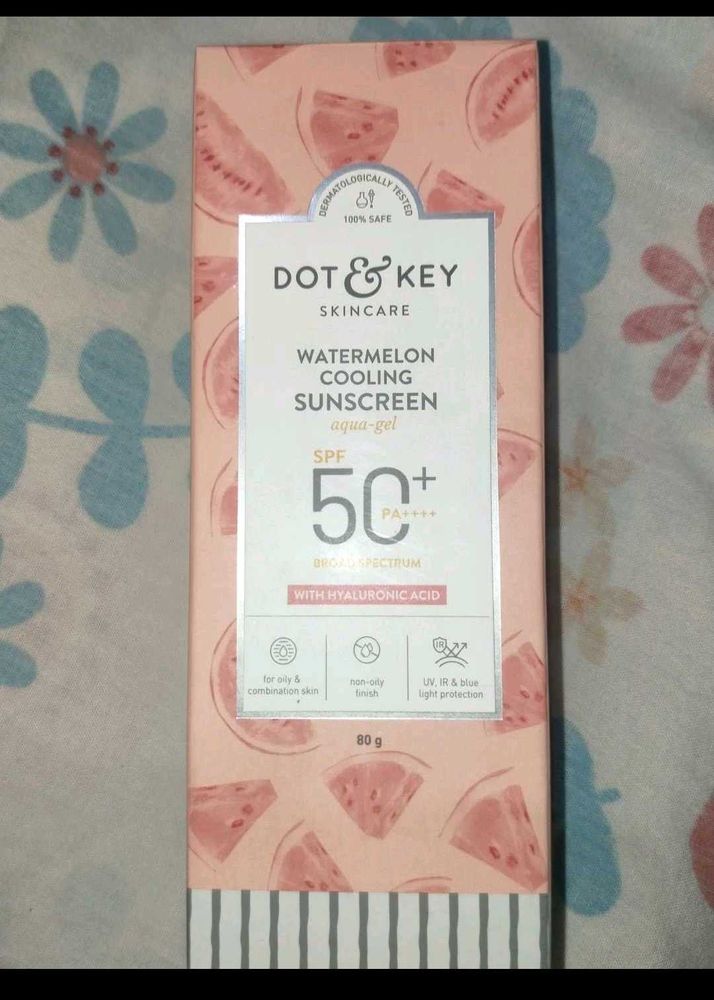 DERMATOLOGICALLY TESTED
100% SAFE
DOT & KEY
SKINCARE
WATERMELON
COOLING
SUNSCREEN
aqua-gel
SPF
50+
PA++++
BROAD SPECTRUM
WITH HYALURONIC ACID
for oily &
combination skin
non-oily
finish
IR
UV, IR & blue
light protection
80 g